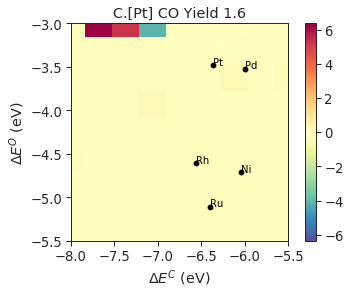 C.[Pt] CO Yield 1.6
−3.0
−3.5
−4.0
−4.5
−5.0
−5.5
ΔE^O (eV)
Pt
Pd
Rh
Ni
Ru
−8.0 −7.5 −7.0 −6.5 −6.0 −5.5
ΔE^C (eV)
6
4
2
0
−2
−4
−6